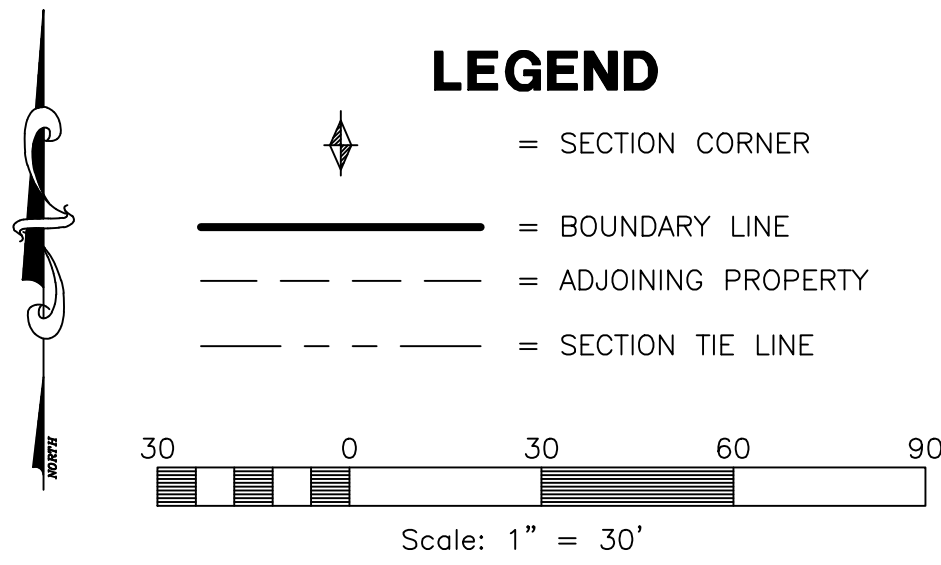 LEGEND
= SECTION CORNER
= BOUNDARY LINE
= ADJOINING PROPERTY
= SECTION TIE LINE
NORTH
30 0 30 60 90
Scale: 1" = 30'